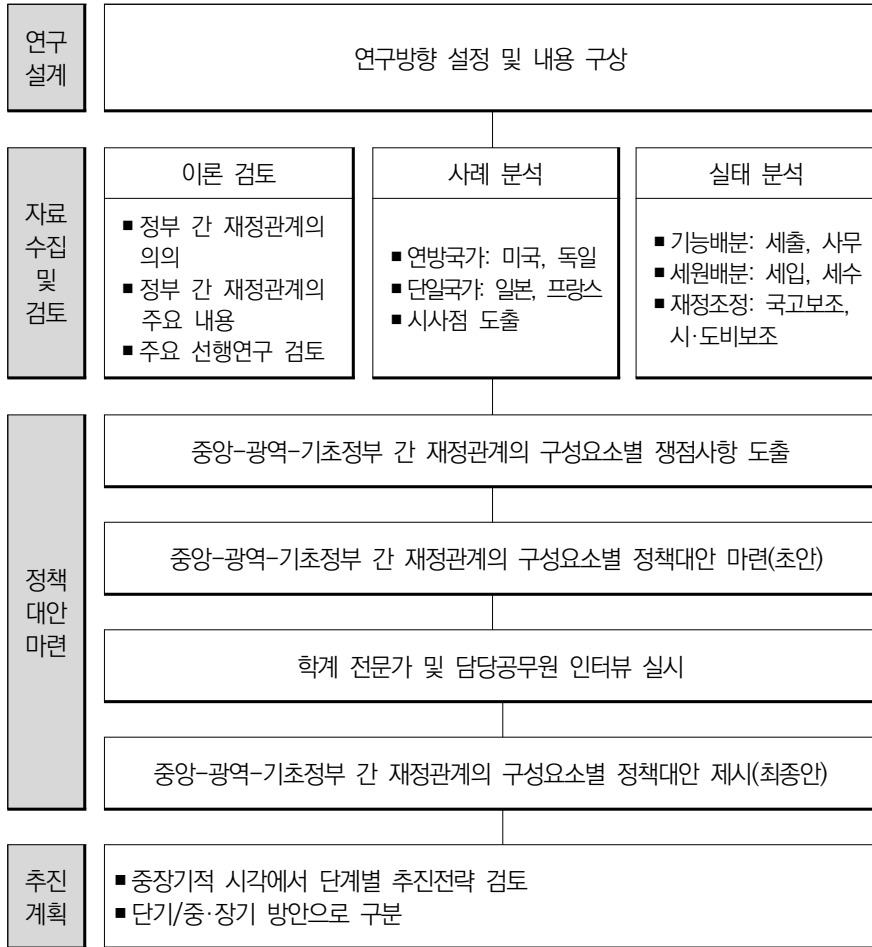 연구
설계
연구방향 설정 및 내용 구상
자료
수집
및
검토
이론 검토
■ 정부 간 재정관계의
의의
■ 정부 간 재정관계의
주요 내용
■ 주요 선행연구 검토
사례 분석
■ 연방국가: 미국, 독일
■ 단일국가: 일본, 프랑스
■ 시사점 도출
실태 분석
■ 기능배분: 세출, 사무
■ 세원배분: 세입, 세수
■ 재정조정: 국고보조,
시·도비보조
정책
대안
마련
중앙-광역-기초정부 간 재정관계의 구성요소별 쟁점사항 도출
중앙-광역-기초정부 간 재정관계의 구성요소별 정책대안 마련(초안)
학계 전문가 및 담당공무원 인터뷰 실시
중앙-광역-기초정부 간 재정관계의 구성요소별 정책대안 제시(최종안)
추진
계획
■ 중장기적 시각에서 단계별 추진전략 검토
■ 단기/중·장기 방안으로 구분